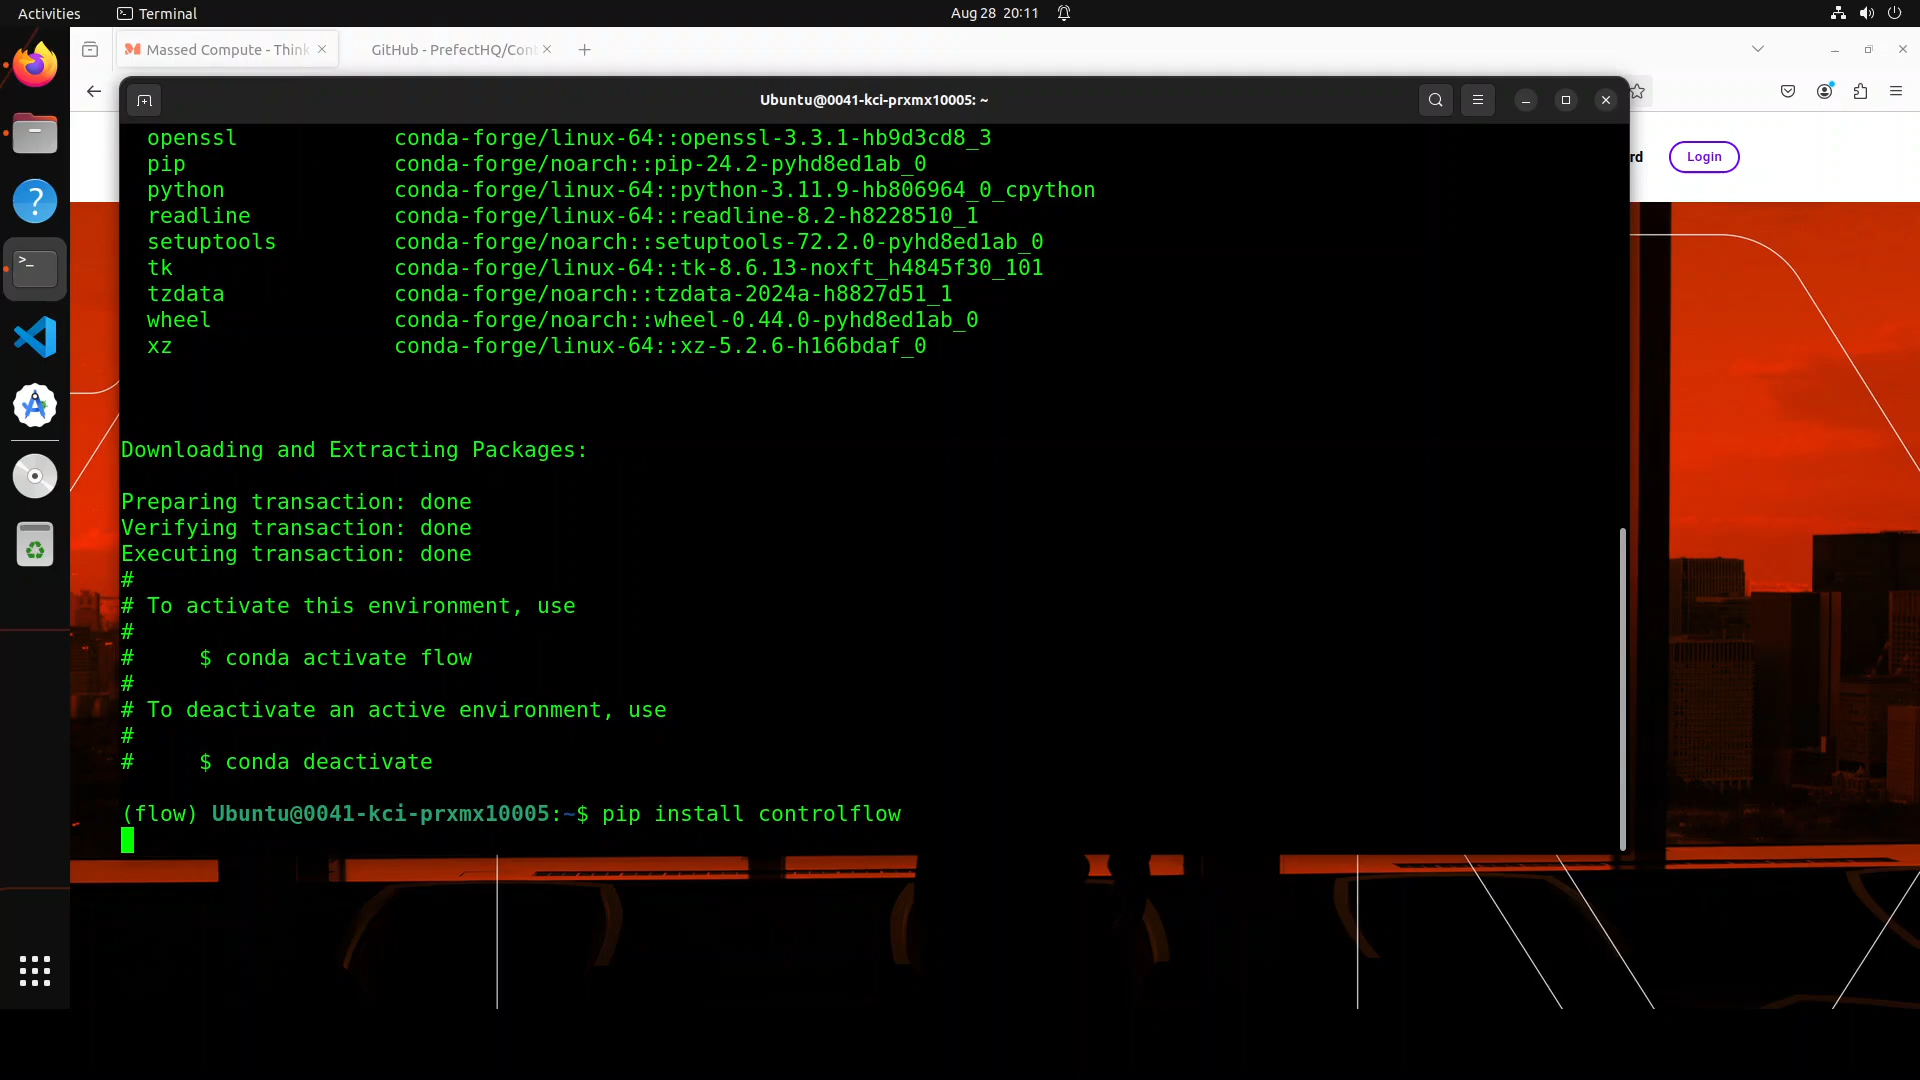 Activities
Terminal
Aug 28 20:11
Massed Compute - Think
GitHub - PrefectHQ/Cont
Ubuntu@0041-kci-prxmx10005: ~
rd
Login
openssl conda-forge/linux-64::openssl-3.3.1-hb9d3cd8_3
pip conda-forge/noarch::pip-24.2-pyhd8ed1ab_0
python conda-forge/linux-64::python-3.11.9-hb806964_0_cpython
readline conda-forge/linux-64::readline-8.2-h8228510_1
setuptools conda-forge/noarch::setuptools-72.2.0-pyhd8ed1ab_0
tk conda-forge/linux-64::tk-8.6.13-noxft_h4845f30_101
tzdata conda-forge/noarch::tzdata-2024a-h8827d51_1
wheel conda-forge/noarch::wheel-0.44.0-pyhd8ed1ab_0
xz conda-forge/linux-64::xz-5.2.6-h166bdaf_0
Downloading and Extracting Packages:
Preparing transaction: done
Verifying transaction: done
Executing transaction: done
#
# To activate this environment, use
#
# $ conda activate flow
#
# To deactivate an active environment, use
#
# $ conda deactivate
(flow) Ubuntu@0041-kci-prxmx10005:~$ pip install controlflow